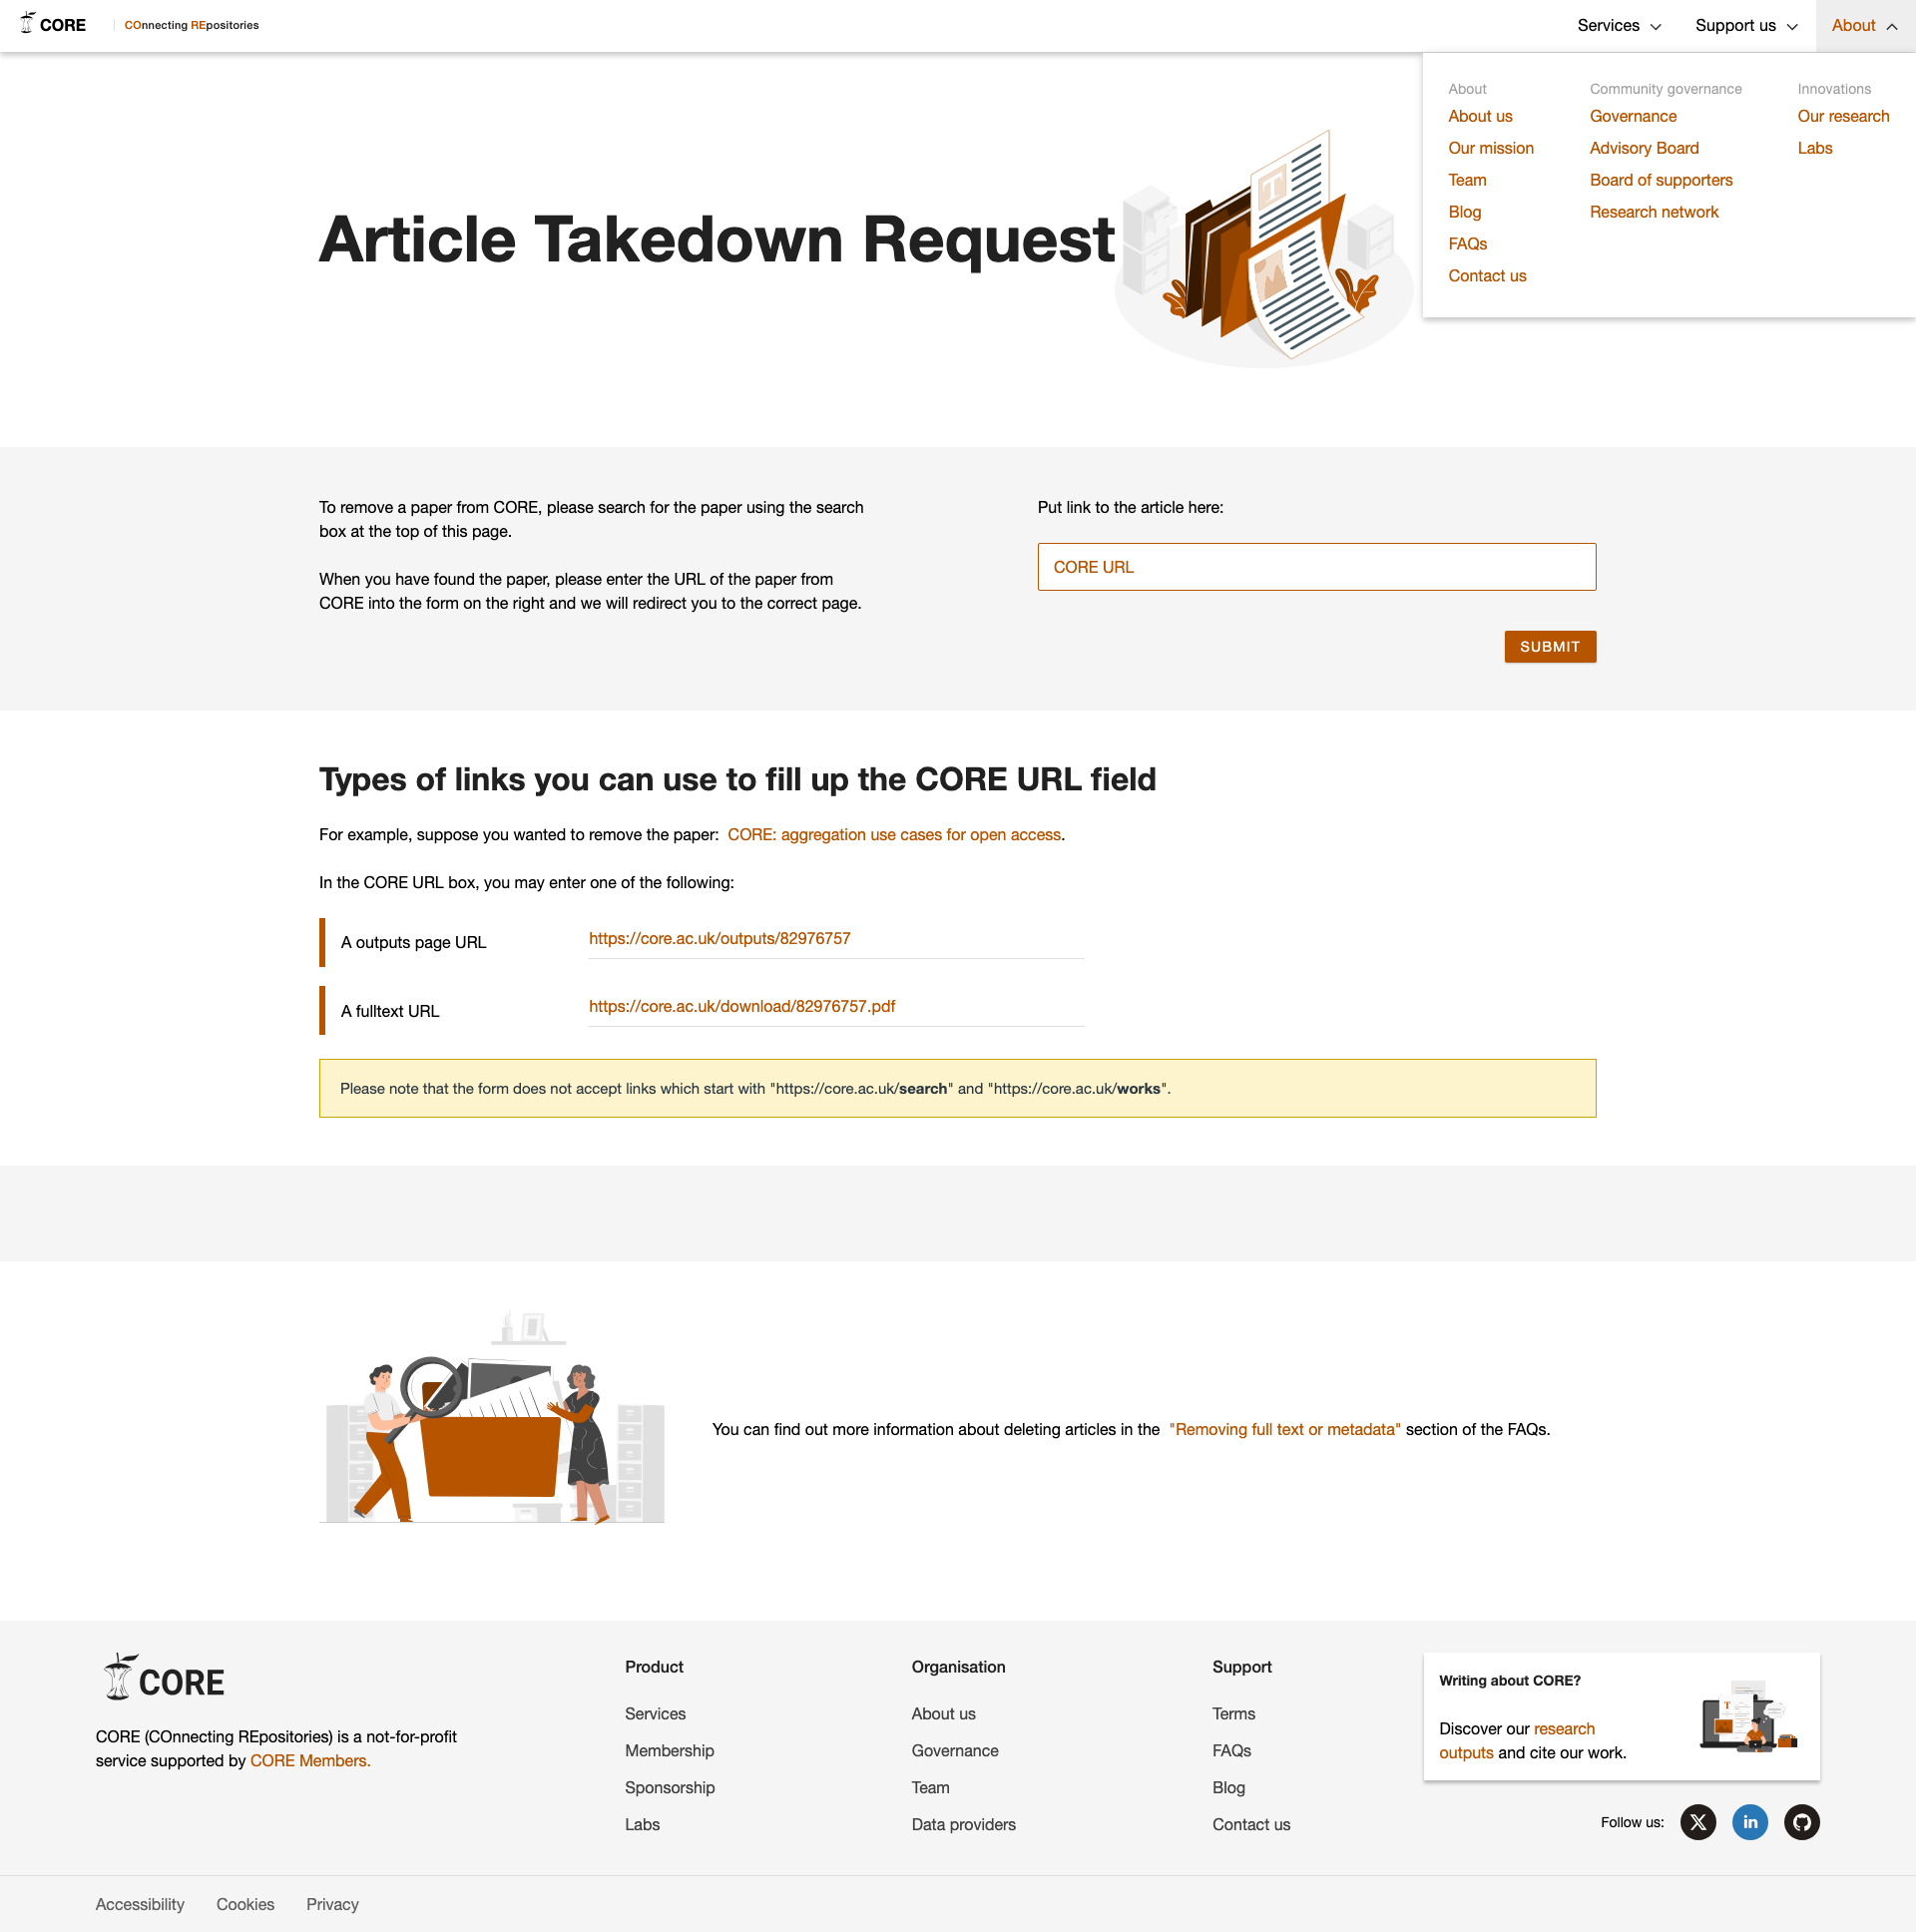 CORE
COnnecting REpositories
Services
Support us
About
About
About us
Our mission
Team
Blog
FAQs
Contact us
Community governance
Governance
Advisory Board
Board of supporters
Research network
Innovations
Our research
Labs
Article Takedown Request
To remove a paper from CORE, please search for the paper using the search
box at the top of this page.
When you have found the paper, please enter the URL of the paper from
CORE into the form on the right and we will redirect you to the correct page.
Put link to the article here:
CORE URL
SUBMIT
Types of links you can use to fill up the CORE URL field
For example, suppose you wanted to remove the paper: CORE: aggregation use cases for open access.
In the CORE URL box, you may enter one of the following:
A outputs page URL
https://core.ac.uk/outputs/82976757
A fulltext URL
https://core.ac.uk/download/82976757.pdf
Please note that the form does not accept links which start with "https://core.ac.uk/search" and "https://core.ac.uk/works".
You can find out more information about deleting articles in the "Removing full text or metadata" section of the FAQs.
CORE
CORE (COnnecting REpositories) is a not-for-profit
service supported by CORE Members.
Product
Services
Membership
Sponsorship
Labs
Organisation
About us
Governance
Team
Data providers
Support
Terms
FAQs
Blog
Contact us
Writing about CORE?
Discover our research
outputs and cite our work.
Follow us:
Accessibility
Cookies
Privacy